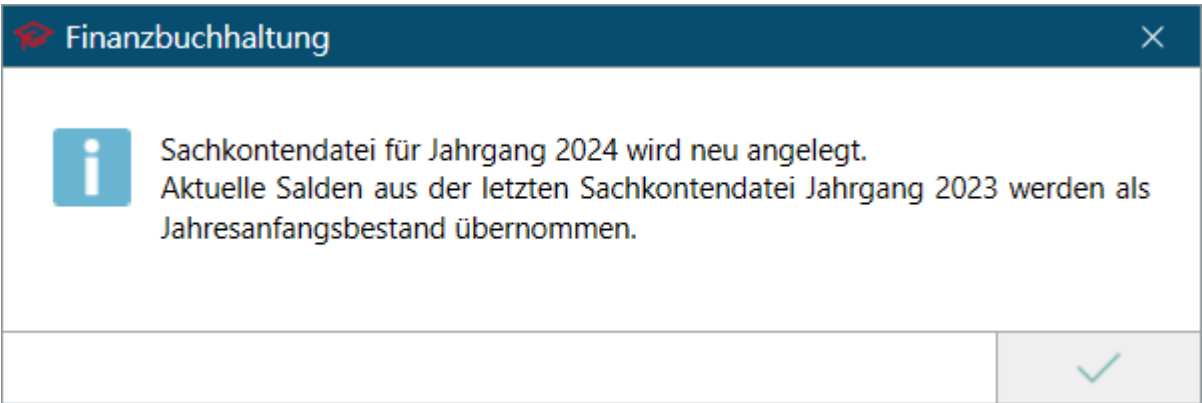 Finanzbuchhaltung
Sachkontendatei für Jahrgang 2024 wird neu angelegt.
Aktuelle Salden aus der letzten Sachkontendatei Jahrgang 2023 werden als
Jahresanfangsbestand übernommen.